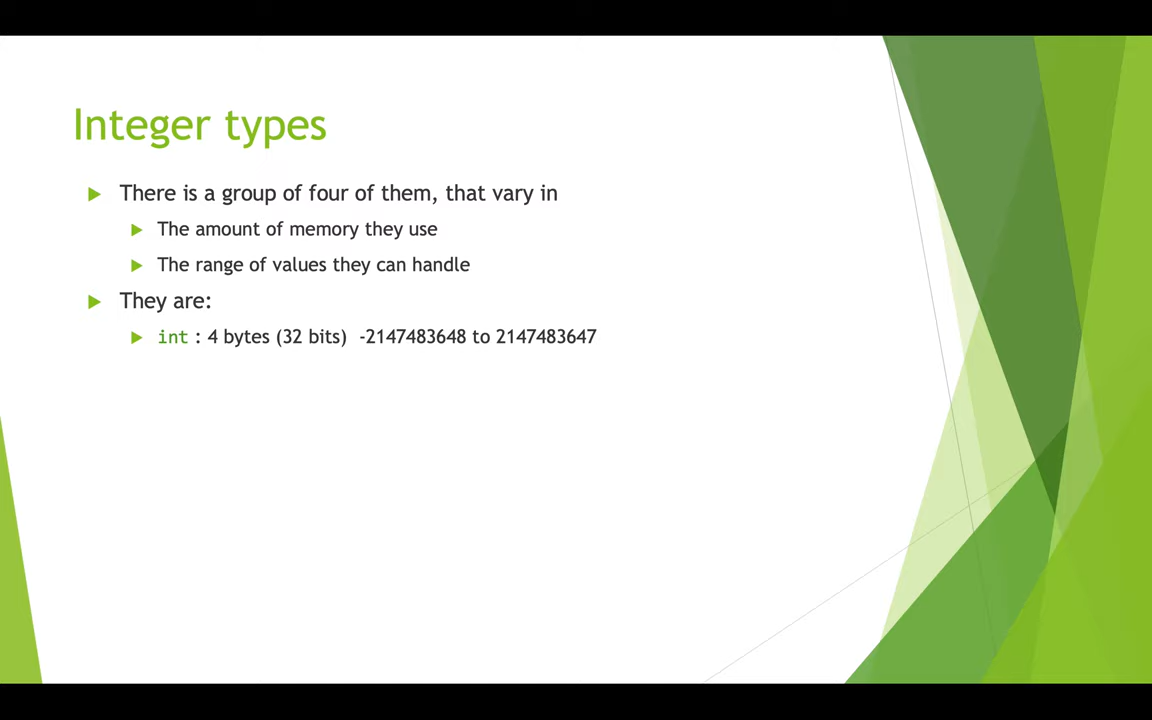 Integer types
There is a group of four of them, that vary in
The amount of memory they use
The range of values they can handle
They are:
int : 4 bytes (32 bits) -2147483648 to 2147483647